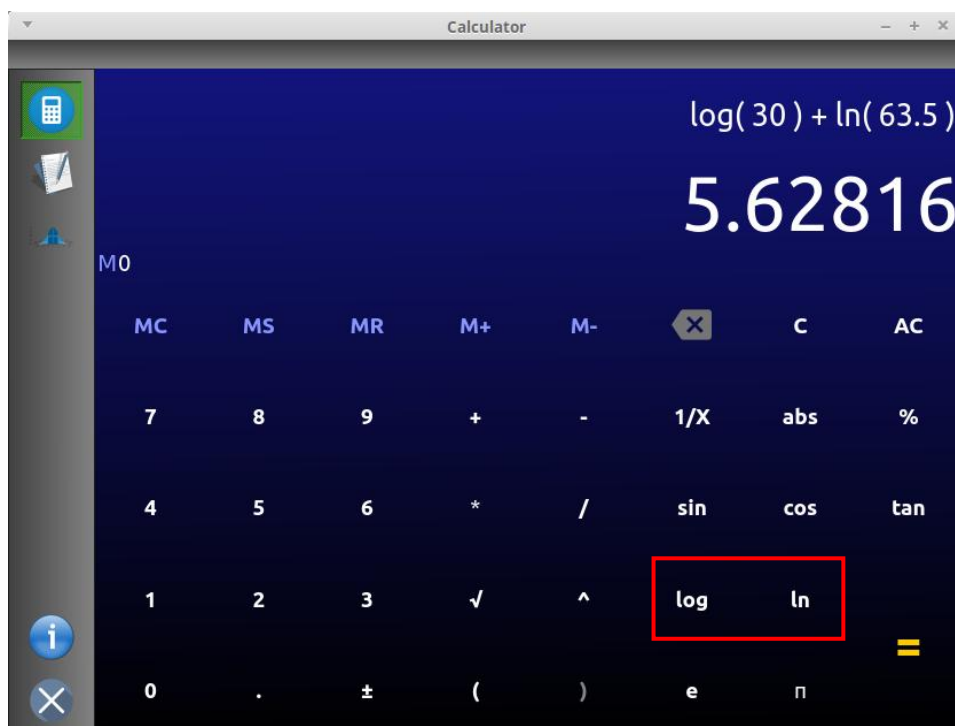 Calculator
log( 30 ) + ln( 63.5 )
5.62816
M0
MC MS MR M+ M- C AC
7 8 9 + - 1/X abs %
4 5 6 * / sin cos tan
1 2 3 √ ^ log ln
=
0 . ± ( ) e п